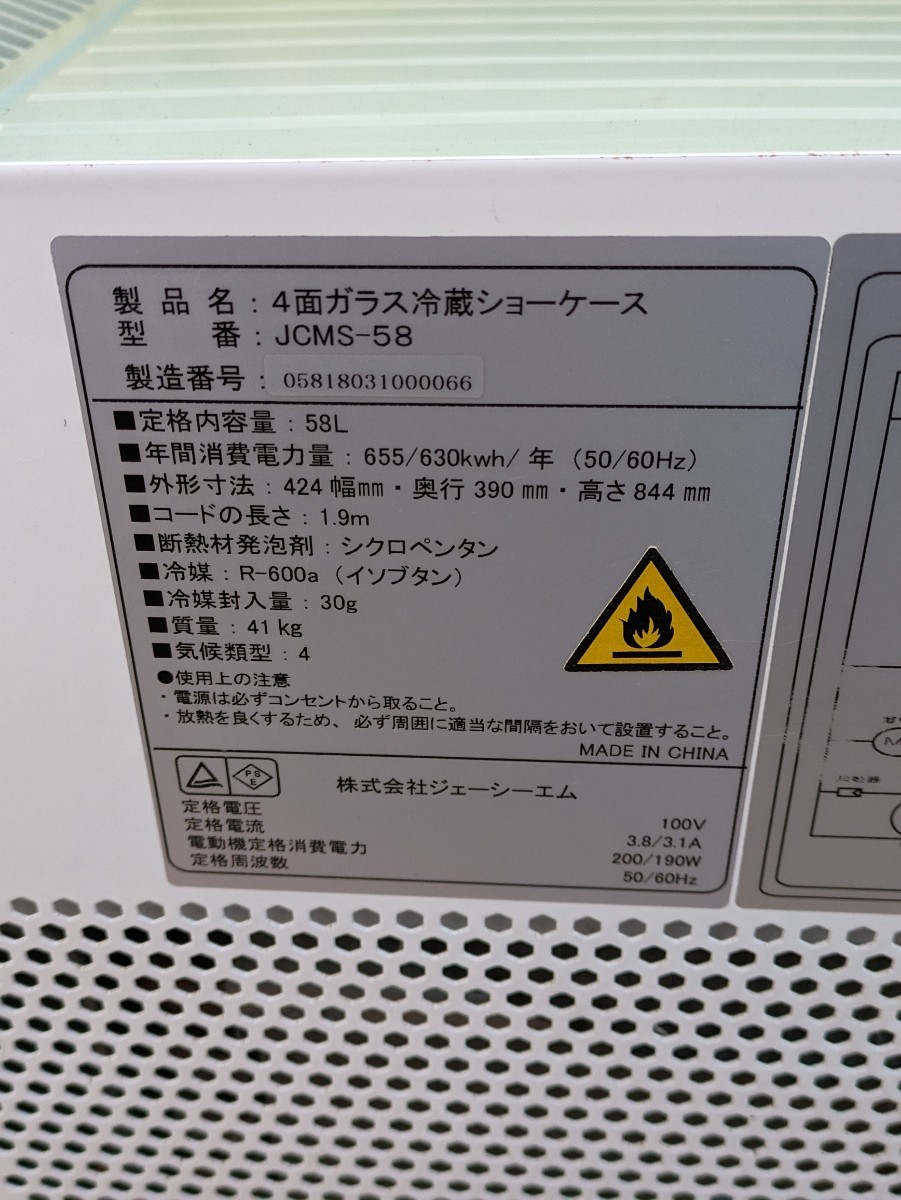 製品名：4面ガラス冷蔵ショーケース
型　番：JCMS-58
製造番号：05818031000066
■定格内容量：58L
■年間消費電力量：655/630kwh/年（50/60Hz）
■外形寸法：424幅mm・奥行390mm・高さ844mm
■コードの長さ：1.9m
■断熱材発泡剤：シクロペンタン
■冷媒：R-600a（イソブタン）
■冷媒封入量：30g
■質量：41kg
■気候類型：4
●使用上の注意
・電源は必ずコンセントから取ること。
・放熱を良くするため、必ず周囲に適当な間隔をおいて設置すること。
MADE IN CHINA
PSE
株式会社ジェーシーエム
定格電圧 100V
定格電流 3.8/3.1A
電動機定格消費電力 200/190W
定格周波数 50/60Hz